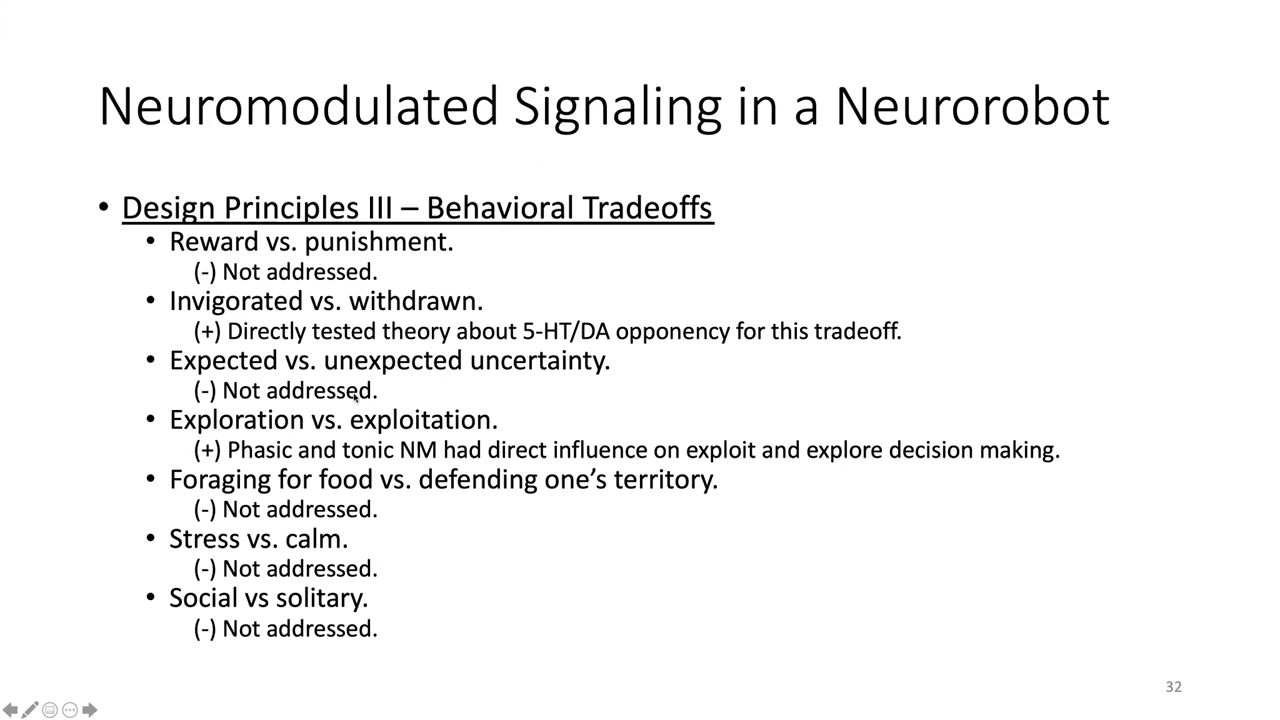 Neuromodulated Signaling in a Neurorobot
• Design Principles III – Behavioral Tradeoffs
• Reward vs. punishment.
(-) Not addressed.
• Invigorated vs. withdrawn.
(+) Directly tested theory about 5-HT/DA opponency for this tradeoff.
• Expected vs. unexpected uncertainty.
(-) Not addressed.
• Exploration vs. exploitation.
(+) Phasic and tonic NM had direct influence on exploit and explore decision making.
• Foraging for food vs. defending one’s territory.
(-) Not addressed.
• Stress vs. calm.
(-) Not addressed.
• Social vs solitary.
(-) Not addressed.
32